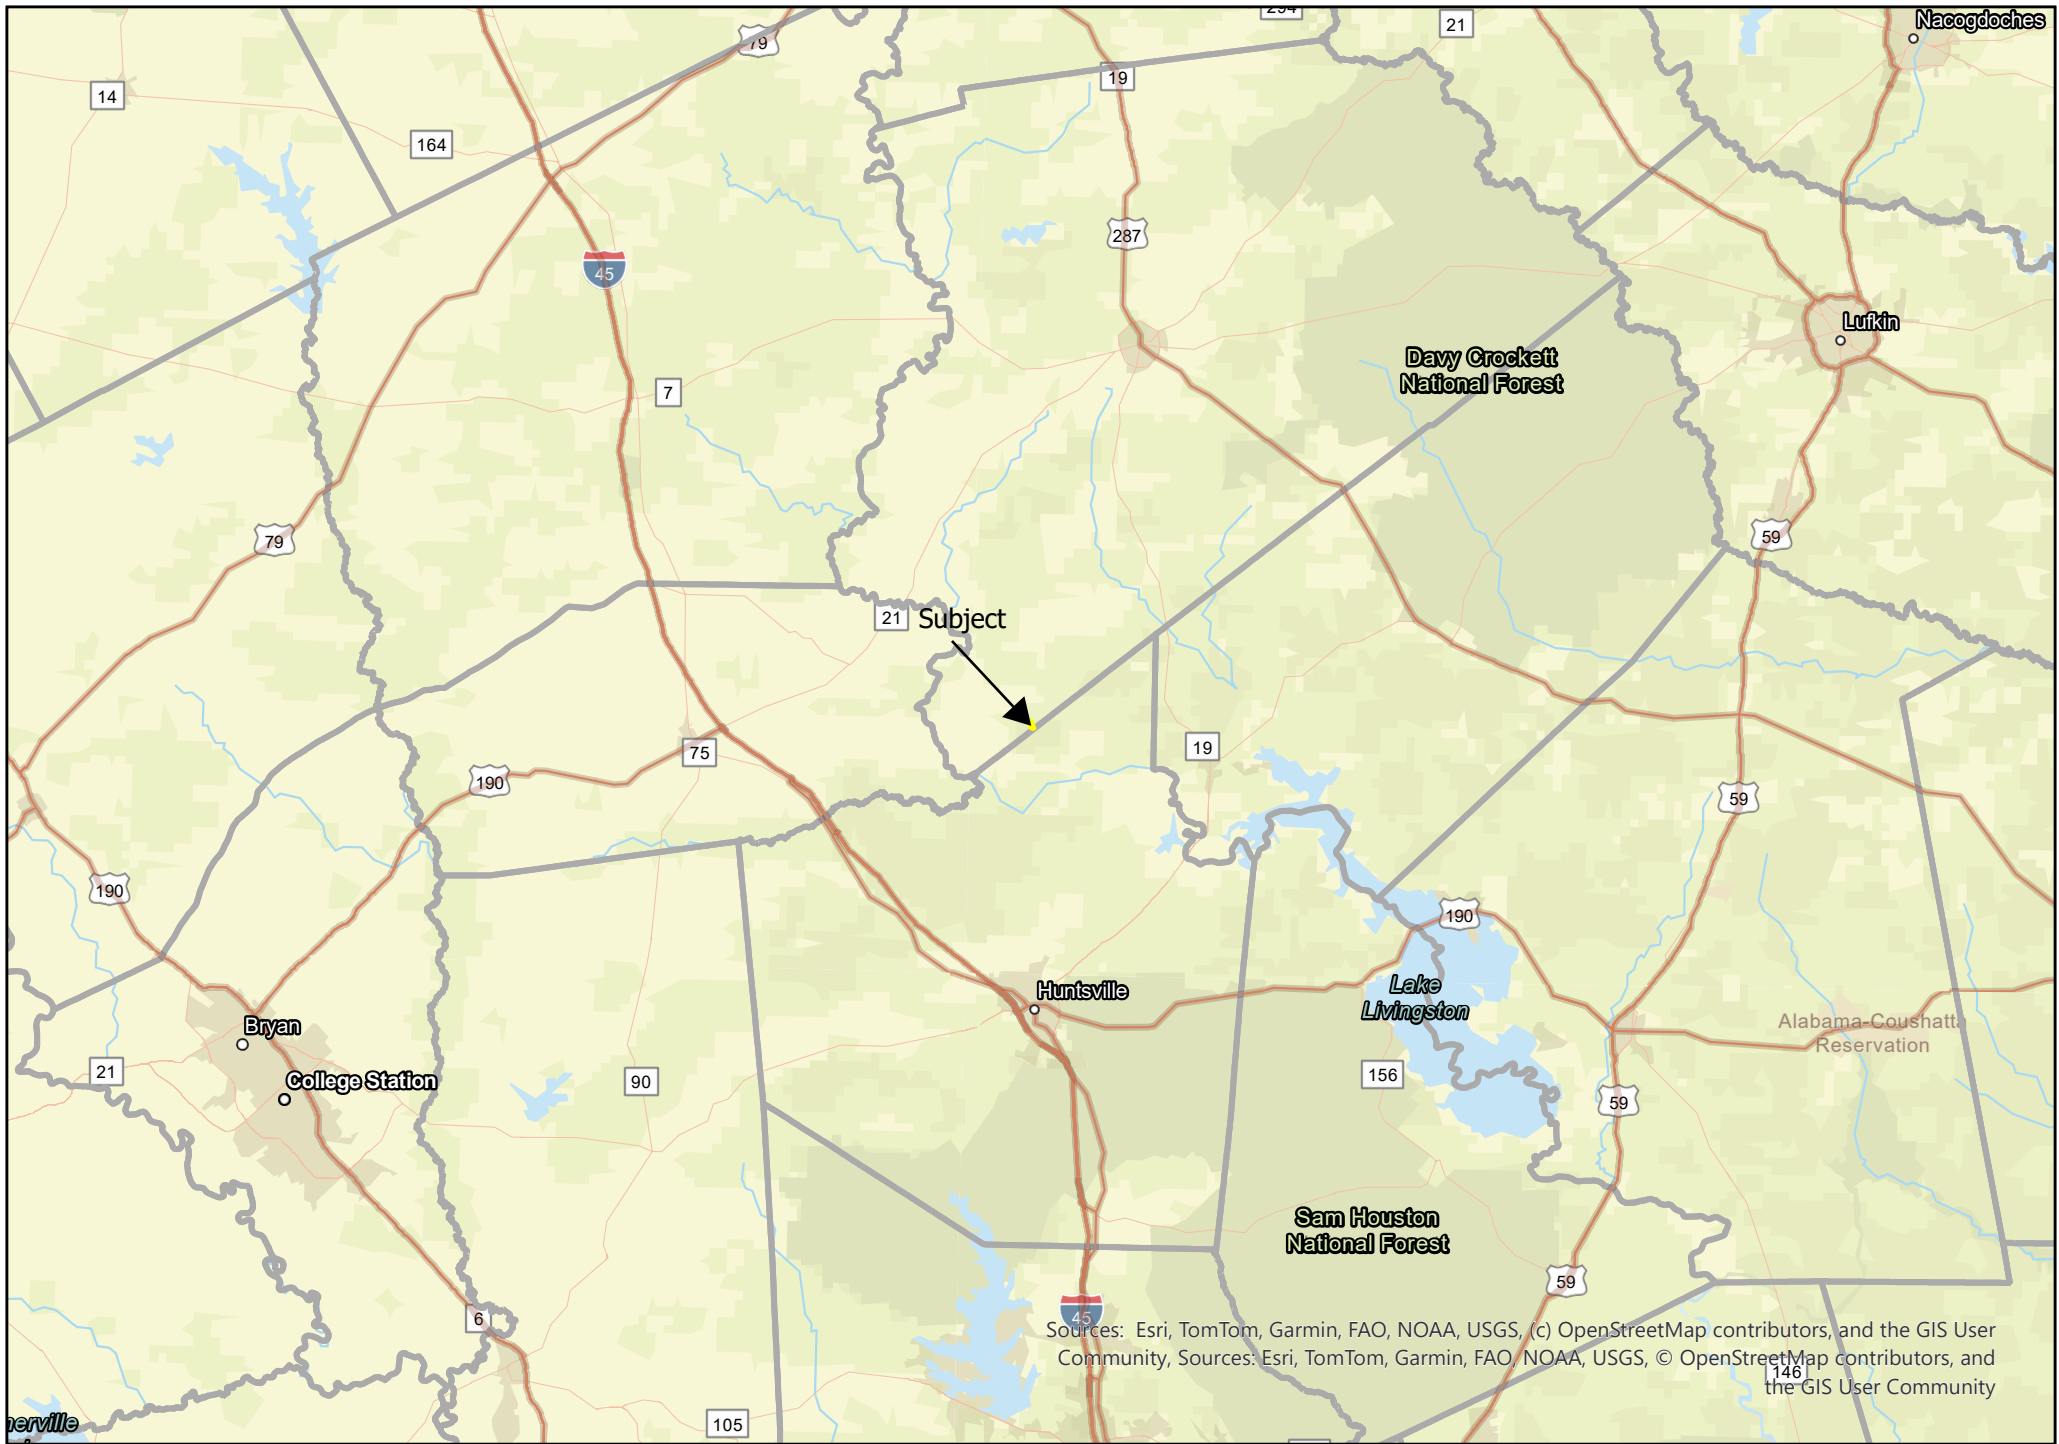 294
21
Nacogdoches
79
19
14
164
287
45
Lufkin
Davy Crockett
National Forest
7
79
59
21
Subject
75
19
190
59
190
190
Lake
Livingston
Huntsville
Alabama-Coushatta
Reservation
Bryan
21
College Station
90
156
59
Sam Houston
National Forest
59
6
45
Sources: Esri, TomTom, Garmin, FAO, NOAA, USGS, (c) OpenStreetMap contributors, and the GIS User
Community, Sources: Esri, TomTom, Garmin, FAO, NOAA, USGS, © OpenStreetMap contributors, and
the GIS User Community
146
105
nerville